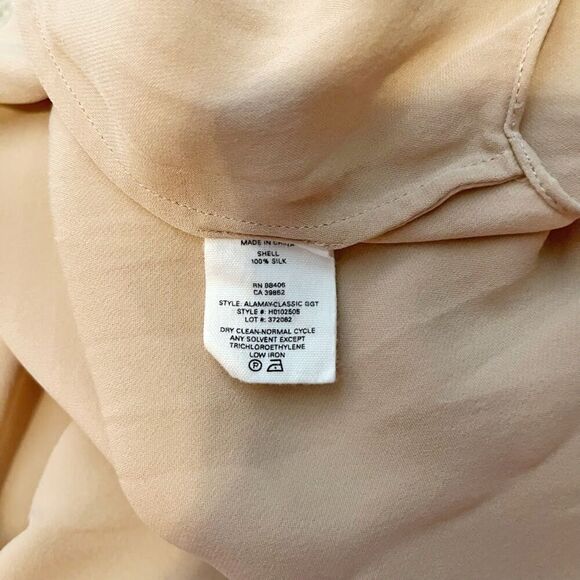 MADE IN CHINA
SHELL
100% SILK
RN 88406
CA 39852
STYLE: ALAMAY-CLASSIC GGT
STYLE #: H0102505
LOT #: 372082
DRY CLEAN-NORMAL CYCLE
ANY SOLVENT EXCEPT
TRICHLOROETHYLENE
LOW IRON
P